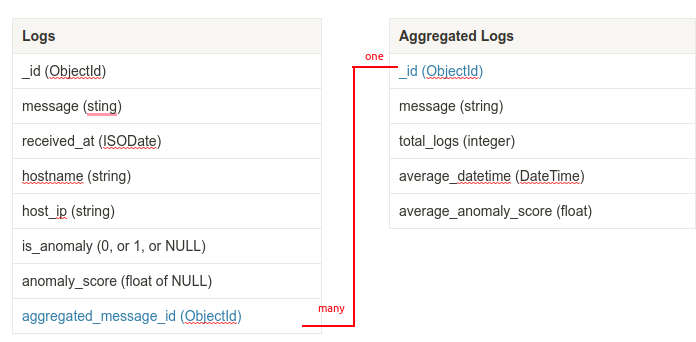 Logs
_id (ObjectId)
message (sting)
received_at (ISODate)
hostname (string)
host_ip (string)
is_anomaly (0, or 1, or NULL)
anomaly_score (float of NULL)
aggregated_message_id (ObjectId)
many
one
Aggregated Logs
_id (ObjectId)
message (string)
total_logs (integer)
average_datetime (DateTime)
average_anomaly_score (float)